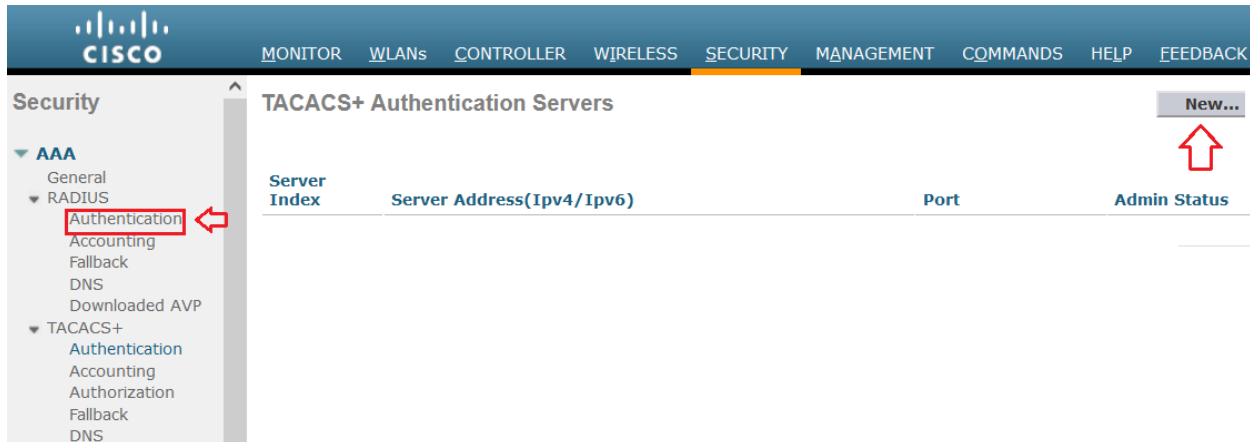 CISCO
MONITOR WLANs CONTROLLER WIRELESS SECURITY MANAGEMENT COMMANDS HELP FEEDBACK
Security
AAA
General
RADIUS
Authentication
Accounting
Fallback
DNS
Downloaded AVP
TACACS+
Authentication
Accounting
Authorization
Fallback
DNS
TACACS+ Authentication Servers
New...
Server Index
Server Address(Ipv4/Ipv6)
Port
Admin Status